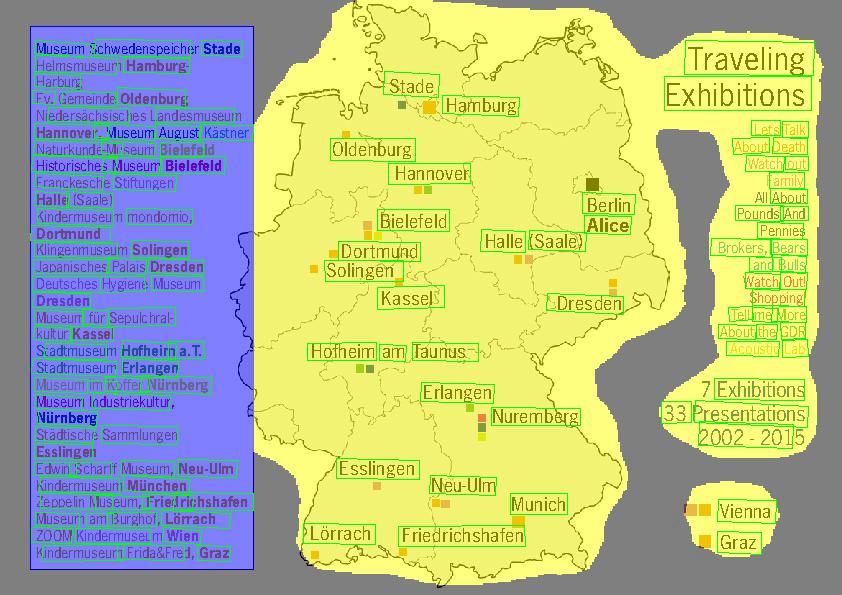 Museum Schwedenspeicher Stade
Helmsmuseum Hamburg-
Harburg
Ev. Gemeinde Oldenburg
Niedersächsisches Landesmuseum
Hannover, Museum August Kästner
Naturkunde-Museum Bielefeld
Historisches Museum Bielefeld
Franckesche Stiftungen
Halle (Saale)
Kindermuseum mondomio,
Dortmund
Klingenmuseum Solingen
Japanisches Palais Dresden
Deutsches Hygiene Museum
Dresden
Museum für Sepulchral-
kultur Kassel
Stadtmuseum Hofheim a.T.
Stadtmuseum Erlangen
Museum im Koffer Nürnberg
Museum Industriekultur,
Nürnberg
Städtische Sammlungen
Esslingen
Edwin Scharff Museum, Neu-Ulm
Kindermuseum München
Zeppelin Museum, Friedrichshafen
Museum am Burghof, Lörrach
ZOOM Kindermuseum Wien
Kindermuseum Frida&Fred, Graz
Stade
Hamburg
Oldenburg
Hannover
Berlin
Alice
Bielefeld
Halle (Saale)
Dortmund
Solingen
Kassel
Dresden
Hofheim am Taunus
Erlangen
Nuremberg
Esslingen
Neu-Ulm
Munich
Lörrach
Friedrichshafen
Traveling
Exhibitions
Lets Talk
About Death
Watch out
Family
All About
Pounds And
Pennies
Brokers, Bears
and Bulls
Watch Out!
Shopping
Tell me More
About the GDR
Acoustic Lab
7 Exhibitions
33 Presentations
2002 - 2015
Vienna
Graz